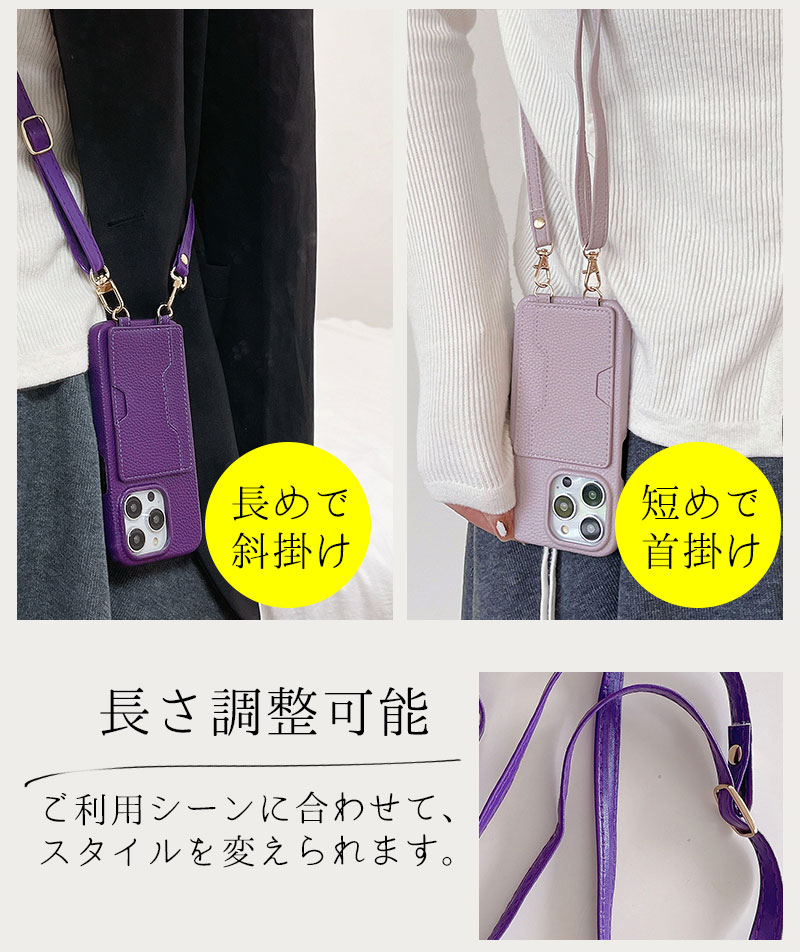 長めで
斜掛け
短めで
首掛け
長さ調整可能
ご利用シーンに合わせて、
スタイルを変えられます。